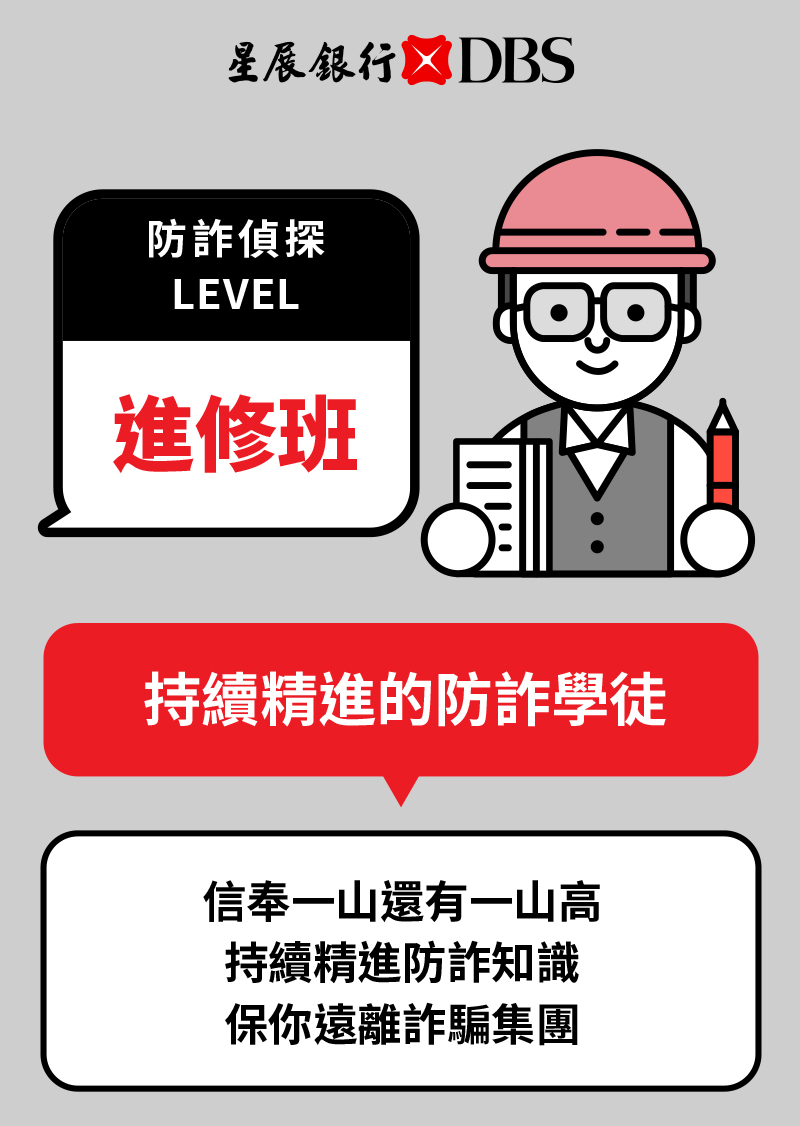 星展銀行 DBS
防詐偵探
LEVEL
進修班
持續精進的防詐學徒
信奉一山還有一山高
持續精進防詐知識
保你遠離詐騙集團